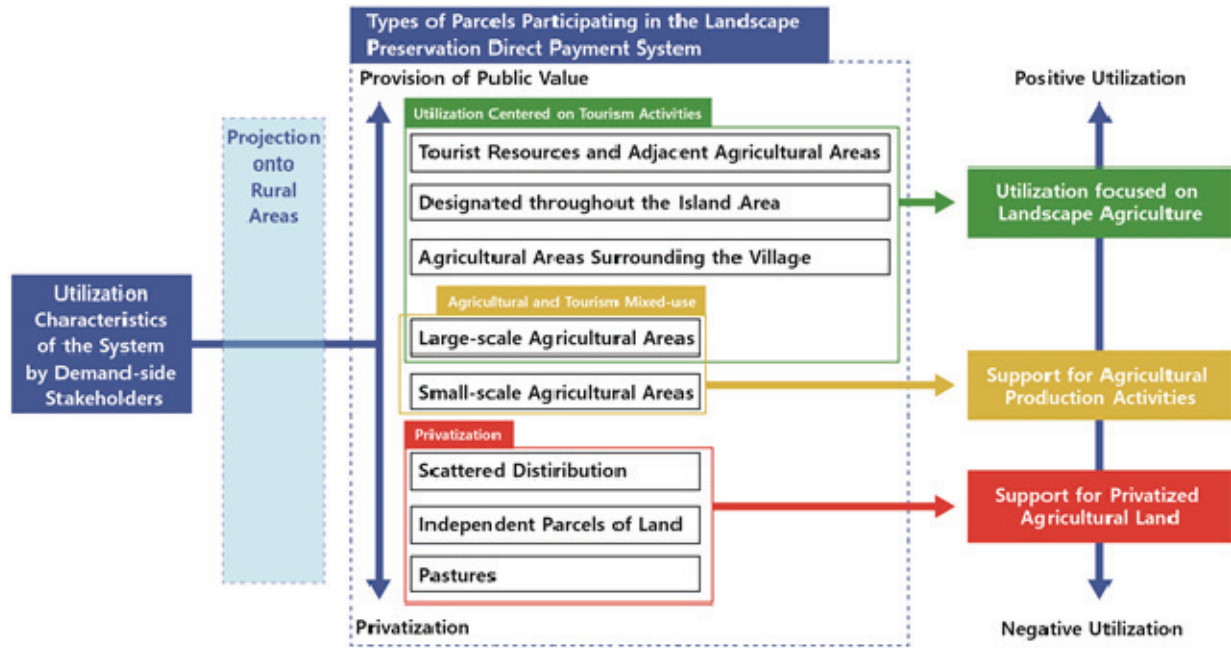 Types of Parcels Participating in the Landscape
Preservation Direct Payment System
Provision of Public Value
Positive Utilization
Utilization Centered on Tourism Activities
Projection
onto
Rural
Areas
Tourist Resources and Adjacent Agricultural Areas
Designated throughout the Island Area
Utilization focused on
Landscape Agriculture
Agricultural Areas Surrounding the Village
Utilization
Characteristics
of the System
by Demand-side
Stakeholders
Agricultural and Tourism Mixed-use
Large-scale Agricultural Areas
Small-scale Agricultural Areas
Support for Agricultural
Production Activities
Privatization
Scattered Distiribution
Independent Parcels of Land
Pastures
Support for Privatized
Agricultural Land
Privatization
Negative Utilization